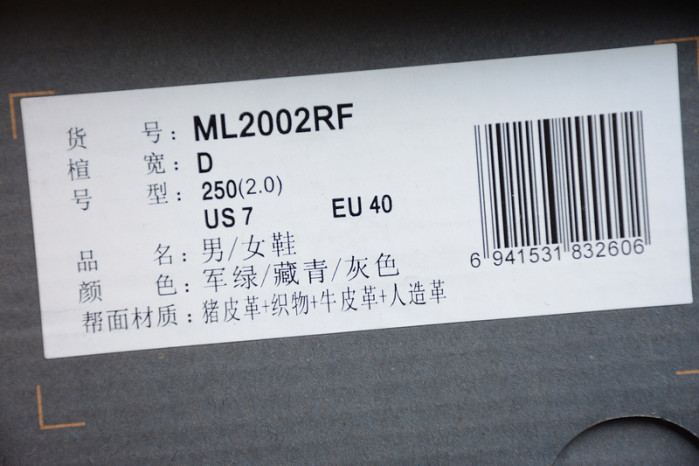 货 号: ML2002RF
楦 宽: D
号 型: 250(2.0)
US 7 EU 40
品 名: 男/女鞋
颜 色: 军绿/藏青/灰色
帮面材质: 猪皮革+织物+牛皮革+人造革
6 941531 832606